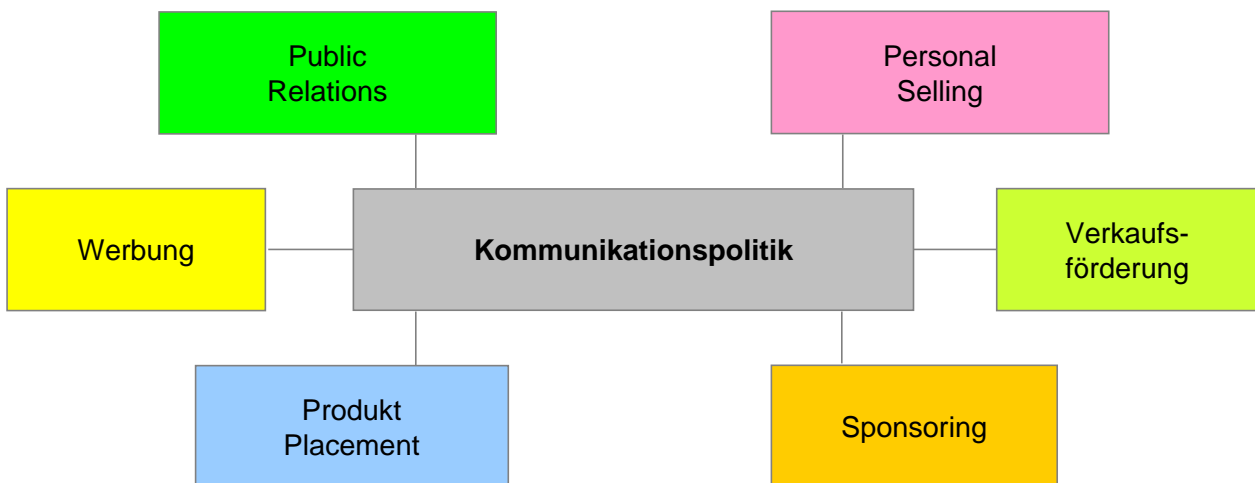 Public
Relations
Personal
Selling
Werbung
Kommunikationspolitik
Verkaufs-
förderung
Produkt
Placement
Sponsoring